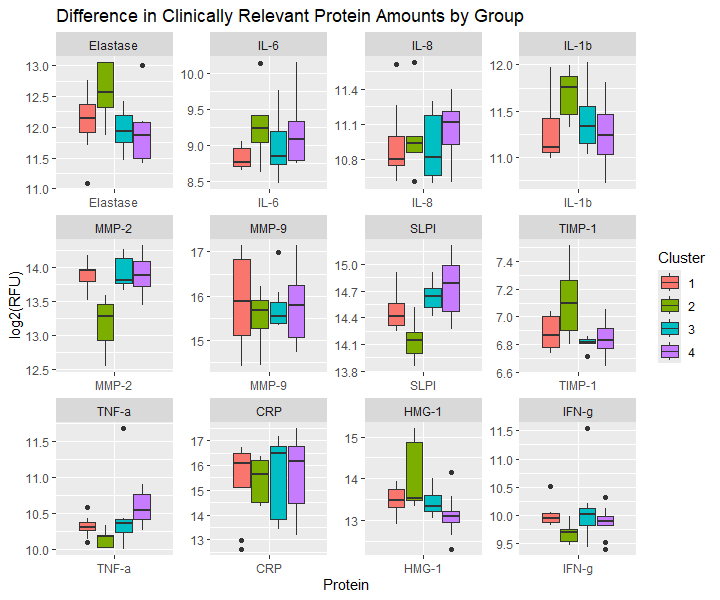 Difference in Clinically Relevant Protein Amounts by Group
Elastase IL-6 IL-8 IL-1b
13.0 12.5 12.0 11.5 11.0
10.0 9.5 9.0 8.5
11.4 11.1 10.8
12.0 11.5 11.0
Elastase IL-6 IL-8 IL-1b
MMP-2 MMP-9 SLPI TIMP-1
14.0 13.5 13.0 12.5
17 16 15
15.0 14.7 14.4 14.1 13.8
7.4 7.2 7.0 6.8 6.6
MMP-2 MMP-9 SLPI TIMP-1
TNF-a CRP HMG-1 IFN-g
11.5 11.0 10.5 10.0
17 16 15 14 13
15 14 13
11.5 11.0 10.5 10.0 9.5
TNF-a CRP HMG-1 IFN-g
log2(RFU)
Protein
Cluster
1
2
3
4